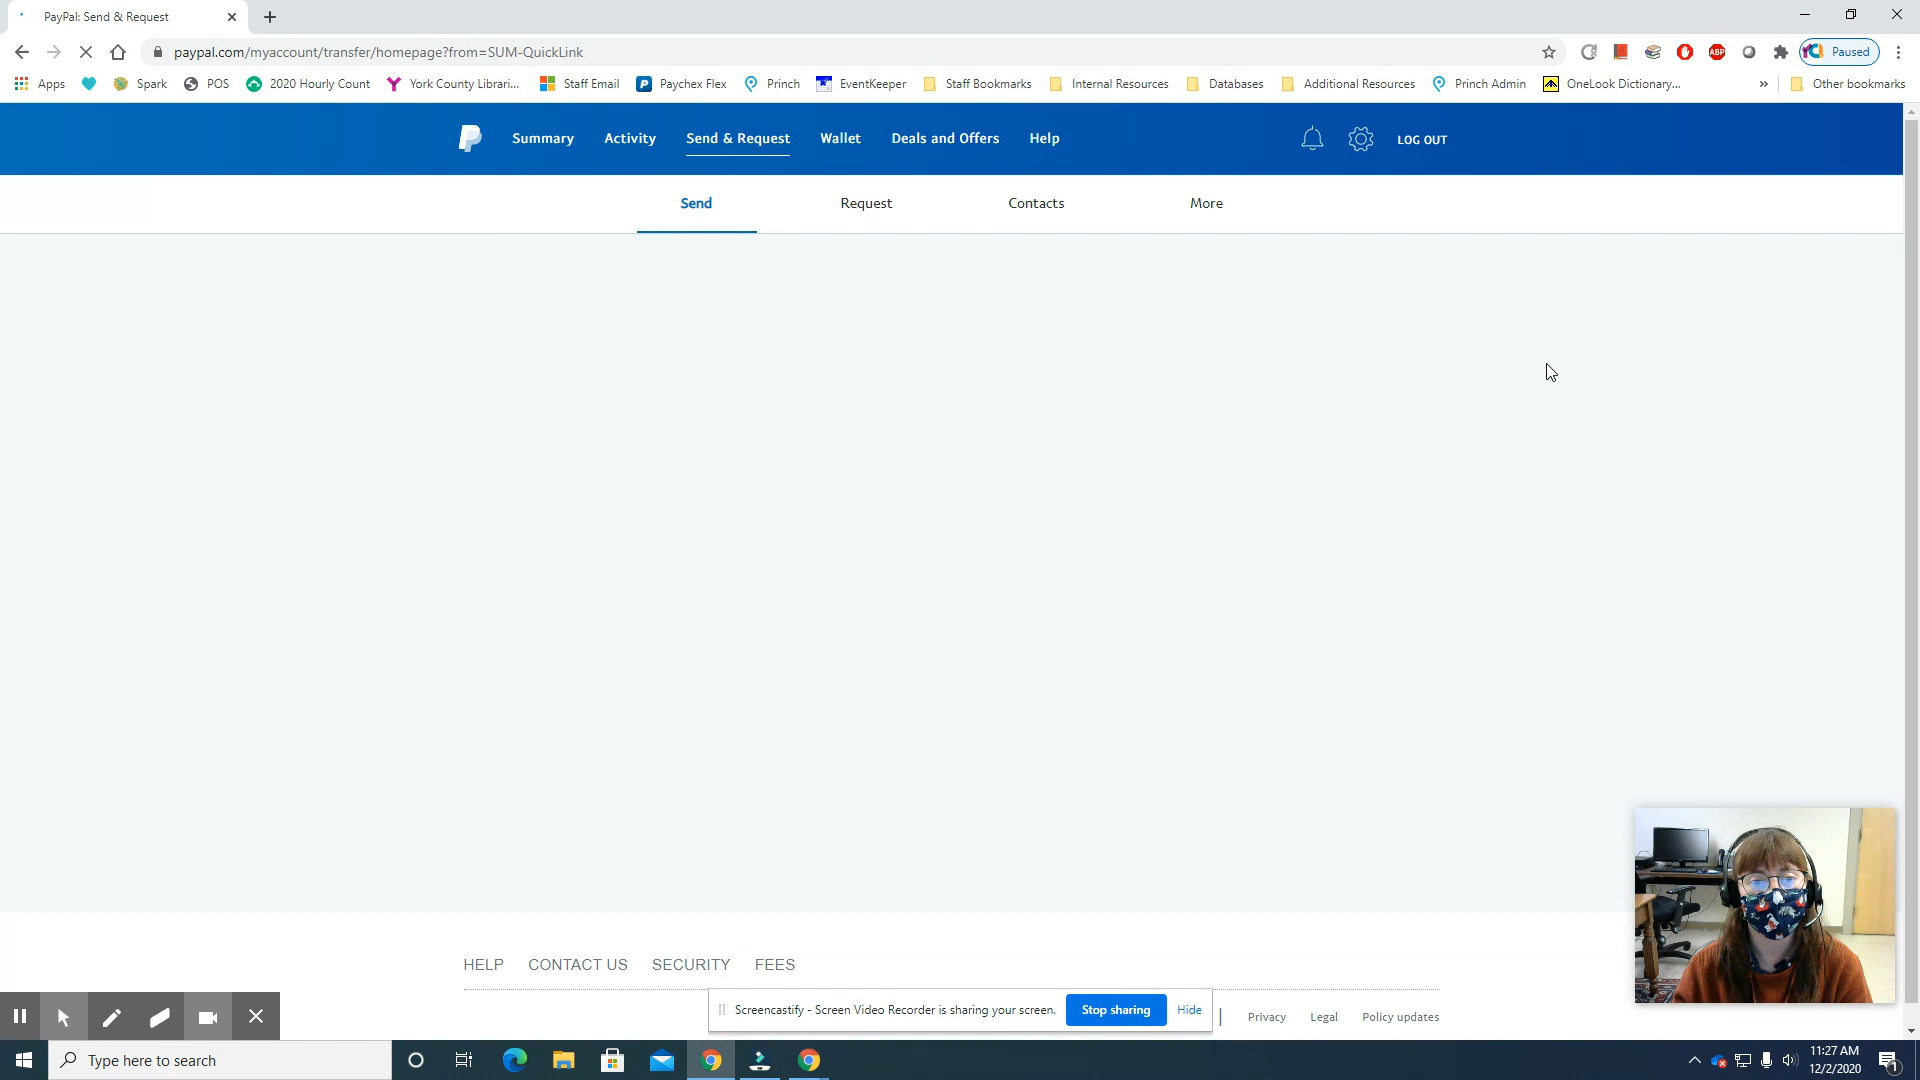 PayPal: Send & Request
paypal.com/myaccount/transfer/homepage?from=SUM-QuickLink
ABP
Paused
Apps
Spark
POS
2020 Hourly Count
York County Librari...
Staff Email
Paychex Flex
Princh
EventKeeper
Staff Bookmarks
Internal Resources
Databases
Additional Resources
Princh Admin
OneLook Dictionary...
»
Other bookmarks
Summary
Activity
Send & Request
Wallet
Deals and Offers
Help
LOG OUT
Send
Request
Contacts
More
HELP
CONTACT US
SECURITY
FEES
Screencastify - Screen Video Recorder is sharing your screen.
Stop sharing
Hide
Privacy
Legal
Policy updates
Type here to search
11:27 AM
12/2/2020
1